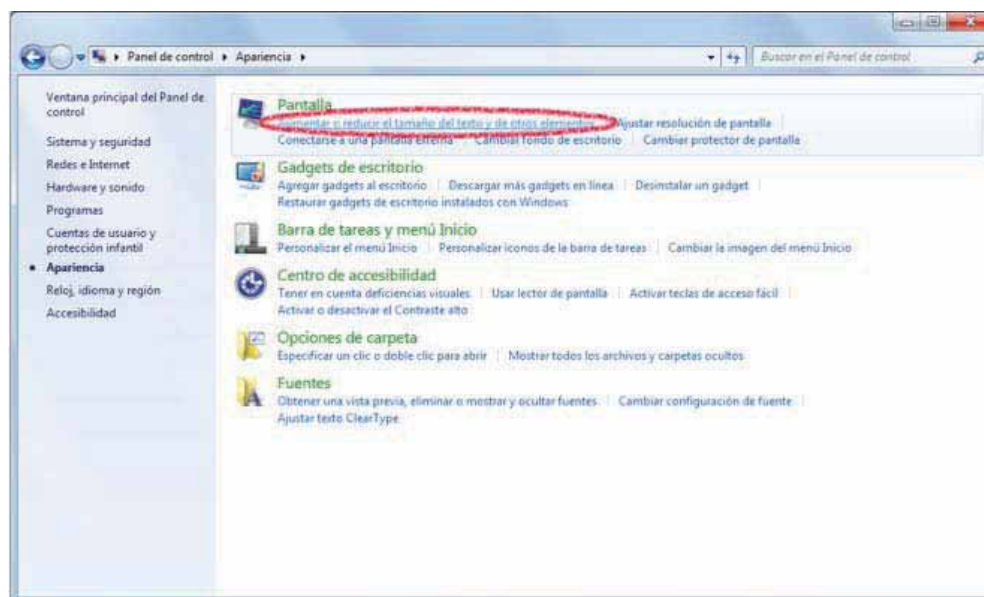 Panel de control ▸ Apariencia ▸
Buscar en el Panel de control
Ventana principal del Panel de
control
Sistema y seguridad
Redes e Internet
Hardware y sonido
Programas
Cuentas de usuario y
protección infantil
Apariencia
Reloj, idioma y región
Accesibilidad
Pantalla
Aumentar o reducir el tamaño del texto y de otros elementos Ajustar resolución de pantalla
Conectarse a una pantalla externa Cambiar fondo de escritorio Cambiar protector de pantalla
Gadgets de escritorio
Agregar gadgets al escritorio Descargar más gadgets en línea Desinstalar un gadget
Restaurar gadgets de escritorio instalados con Windows
Barra de tareas y menú Inicio
Personalizar el menú Inicio Personalizar iconos de la barra de tareas Cambiar la imagen del menú Inicio
Centro de accesibilidad
Tener en cuenta deficiencias visuales Usar lector de pantalla Activar teclas de acceso fácil
Activar o desactivar el Contraste alto
Opciones de carpeta
Especificar un clic o doble clic para abrir Mostrar todos los archivos y carpetas ocultos
Fuentes
Obtener una vista previa, eliminar o mostrar y ocultar fuentes Cambiar configuración de fuente
Ajustar texto ClearType